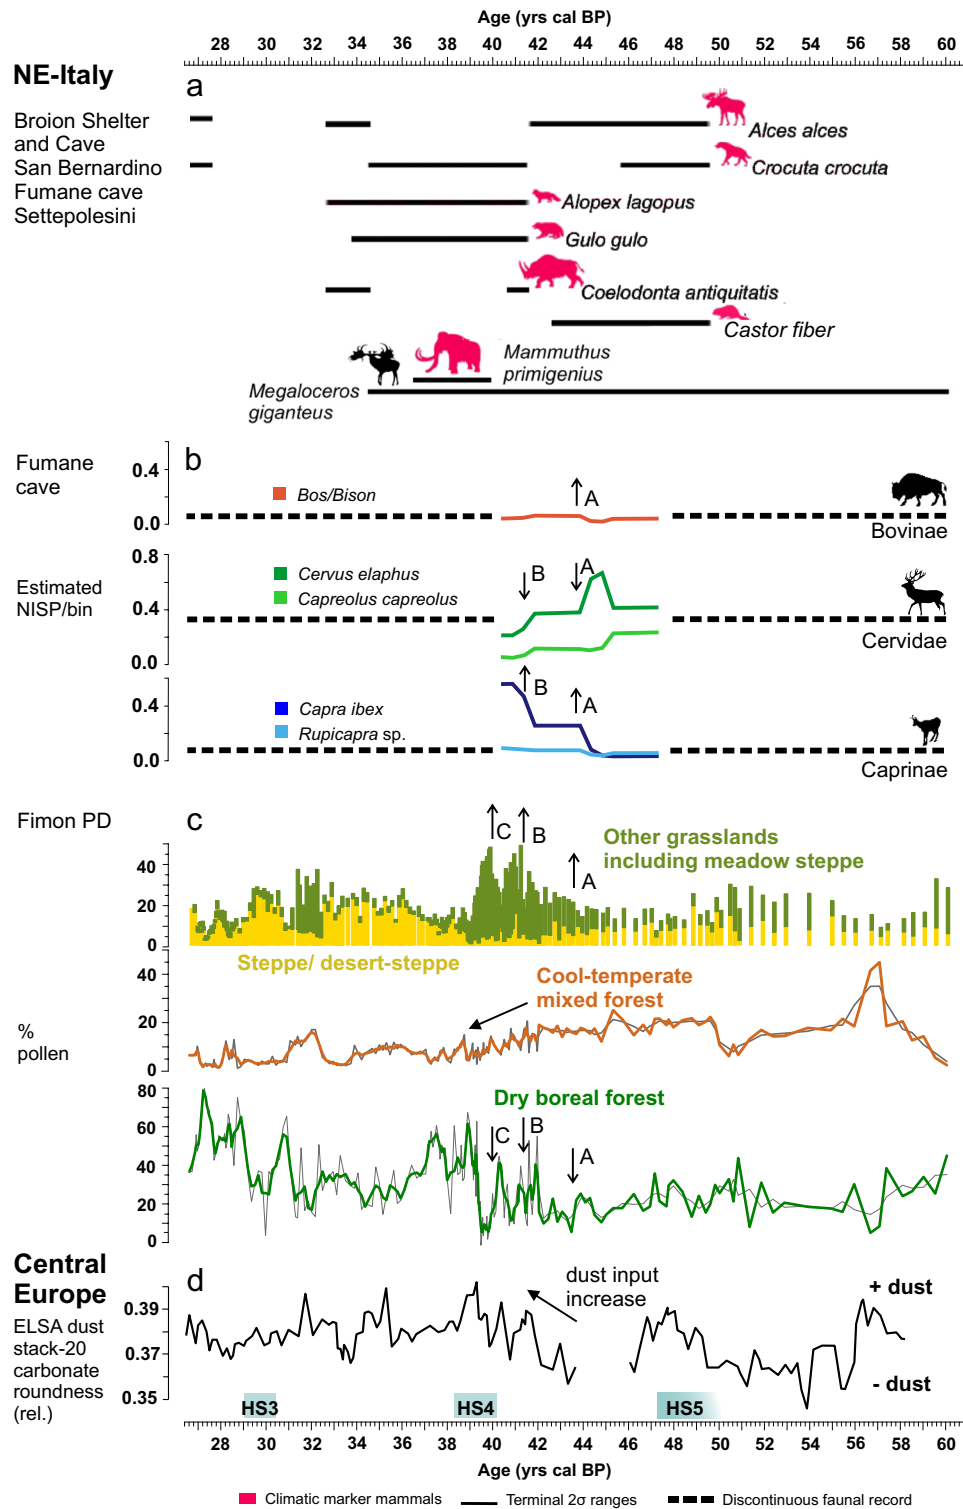 Age (yrs cal BP)
28 30 32 34 36 38 40 42 44 46 48 50 52 54 56 58 60
NE-Italy
a
Broion Shelter
and Cave
San Bernardino
Fumane cave
Settepolesini
Alces alces
Crocuta crocuta
Alopex lagopus
Gulo gulo
Coelodonta antiquitatis
Castor fiber
Mammuthus
primigenius
Megaloceros
giganteus
Fumane
cave
b
0.4
0.0
Bos/Bison
A
Bovinae
Estimated
NISP/bin
0.8
0.4
0.0
Cervus elaphus
Capreolus capreolus
B
A
Cervidae
0.4
0.0
Capra ibex
Rupicapra sp.
B
A
Caprinae
Fimon PD
c
40
20
0
C
B
A
Other grasslands
including meadow steppe
Steppe/ desert-steppe
40
20
0
Cool-temperate
mixed forest
%
pollen
80
60
40
20
0
Dry boreal forest
C
B
A
Central
Europe
ELSA dust
stack-20
carbonate
roundness
(rel.)
d
0.39
0.37
0.35
dust input
increase
+ dust
- dust
HS3
HS4
HS5
28 30 32 34 36 38 40 42 44 46 48 50 52 54 56 58 60
Age (yrs cal BP)
Climatic marker mammals
Terminal 2σ ranges
Discontinuous faunal record